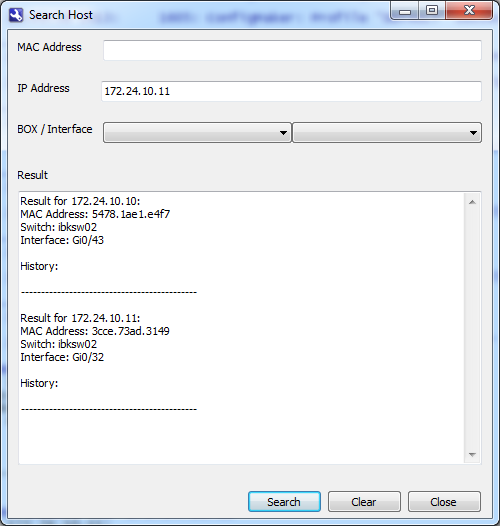 Search Host
MAC Address
IP Address
172.24.10.11
BOX / Interface
Result
Result for 172.24.10.10:
MAC Address: 5478.1ae1.e4f7
Switch: ibksw02
Interface: Gi0/43
History:
--------------------------------------------
Result for 172.24.10.11:
MAC Address: 3cce.73ad.3149
Switch: ibksw02
Interface: Gi0/32
History:
--------------------------------------------
Search
Clear
Close